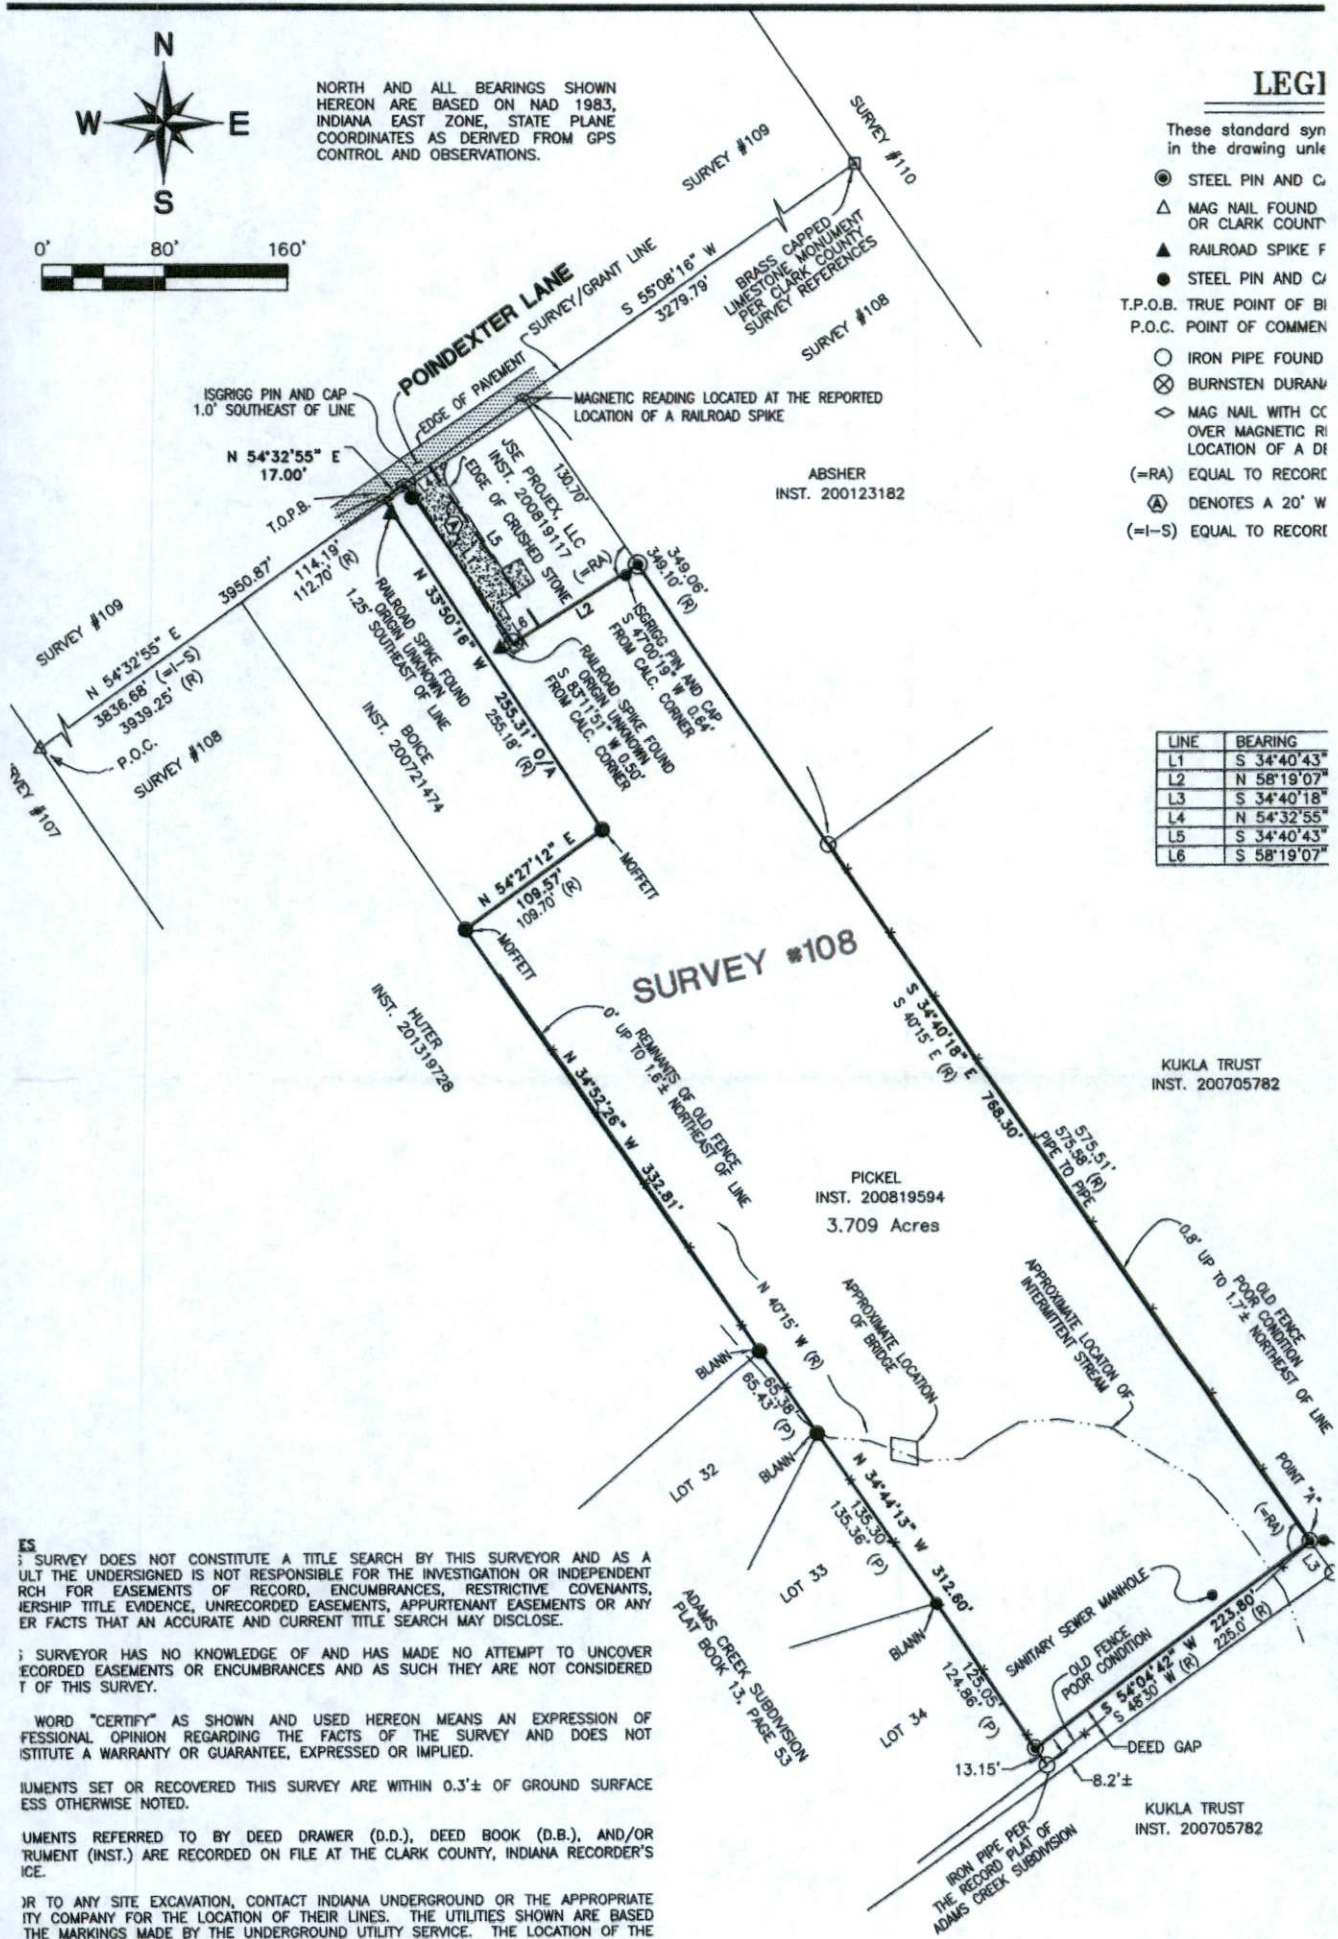 N
W E
S
NORTH AND ALL BEARINGS SHOWN
HEREON ARE BASED ON NAD 1983,
INDIANA EAST ZONE, STATE PLANE
COORDINATES AS DERIVED FROM GPS
CONTROL AND OBSERVATIONS.
0' 80' 160'
LEGI
These standard syn
in the drawing unle
STEEL PIN AND C
MAG NAIL FOUND
OR CLARK COUNT
RAILROAD SPIKE F
STEEL PIN AND C
T.P.O.B. TRUE POINT OF B
P.O.C. POINT OF COMMEN
IRON PIPE FOUND
BURNSTEN DURAN
MAG NAIL WITH CO
OVER MAGNETIC R
LOCATION OF A DE
(=RA) EQUAL TO RECORD
A DENOTES A 20' W
(=I-S) EQUAL TO RECORD
SURVEY #109
SURVEY #110
SURVEY/GRANT LINE
S 55°08'16" W
3279.79'
BRASS CAPPED
LIMESTONE MONUMENT
PER CLARK COUNTY
SURVEY REFERENCES
SURVEY #108
POINDEXTER LANE
EDGE OF PAVEMENT
ISGRIGG PIN AND CAP
1.0' SOUTHEAST OF LINE
MAGNETIC READING LOCATED AT THE REPORTED
LOCATION OF A RAILROAD SPIKE
N 54°32'55" E
17.00'
T.O.P.B.
JSE PROJEX, LLC
INST. 200819117
EDGE OF CRUSHED STONE
130.70'
(=RA)
L4
A
L5
L1
L6
L2
ABSHER
INST. 200123182
349.06'
349.10' (R)
ISGRIGG PIN AND CAP
S 47°00'19" W 0.64'
FROM CALC. CORNER
RAILROAD SPIKE FOUND
ORIGIN UNKNOWN
S 83°11'51" W 0.50'
FROM CALC. CORNER
3950.87'
114.19'
112.70' (R)
RAILROAD SPIKE FOUND
ORIGIN UNKNOWN
1.25' SOUTHEAST OF LINE
N 33°50'16" W 255.31' O/A
255.18' (R)
SURVEY #109
N 54°32'55" E
3836.68' (=I-S)
3939.25' (R)
P.O.C.
SURVEY #108
RVEY #107
BOICE
INST. 200721474
LINE BEARING
L1 S 34°40'43"
L2 N 58°19'07"
L3 S 34°40'18"
L4 N 54°32'55"
L5 S 34°40'43"
L6 S 58°19'07"
N 54°27'12" E
109.57'
109.70' (R)
MOFFETT
MOFFETT
SURVEY #108
HUTER
INST. 201319726
REMNANTS OF OLD FENCE
0' UP TO 1.6'± NORTHEAST OF LINE
N 34°52'26" W 332.81'
S 34°40'18" E 768.30'
S 40°15' E (R)
575.51'
575.58' (R)
PIPE TO PIPE
KUKLA TRUST
INST. 200705782
PICKEL
INST. 200819594
3.709 Acres
OLD FENCE
POOR CONDITION
0.8' UP TO 1.7'± NORTHEAST OF LINE
N 40°15' W (R)
APPROXIMATE LOCATION
OF BRIDGE
APPROXIMATE LOCATON OF
INTERMITTENT STREAM
BLANN
65.38'
65.43' (P)
BLANN
LOT 32
N 34°44'13" W 312.60'
135.30'
135.36' (P)
LOT 33
POINT "A"
(=RA)
L3
ADAMS CREEK SUBDIVISION
PLAT BOOK 13, PAGE 53
BLANN
SANITARY SEWER MANHOLE
OLD FENCE
POOR CONDITION
S 54°04'42" W 223.80'
S 48°30' W (R) 225.0' (R)
125.05'
124.86' (P)
LOT 34
13.15'
DEED GAP
8.2'±
KUKLA TRUST
INST. 200705782
IRON PIPE PER
THE RECORD PLAT OF
ADAMS CREEK SUBDIVISION
ES
SURVEY DOES NOT CONSTITUTE A TITLE SEARCH BY THIS SURVEYOR AND AS A
ULT THE UNDERSIGNED IS NOT RESPONSIBLE FOR THE INVESTIGATION OR INDEPENDENT
RCH FOR EASEMENTS OF RECORD, ENCUMBRANCES, RESTRICTIVE COVENANTS,
ERSHIP TITLE EVIDENCE, UNRECORDED EASEMENTS, APPURTENANT EASEMENTS OR ANY
ER FACTS THAT AN ACCURATE AND CURRENT TITLE SEARCH MAY DISCLOSE.
SURVEYOR HAS NO KNOWLEDGE OF AND HAS MADE NO ATTEMPT TO UNCOVER
ECORDED EASEMENTS OR ENCUMBRANCES AND AS SUCH THEY ARE NOT CONSIDERED
T OF THIS SURVEY.
WORD "CERTIFY" AS SHOWN AND USED HEREON MEANS AN EXPRESSION OF
FESSIONAL OPINION REGARDING THE FACTS OF THE SURVEY AND DOES NOT
ISTITUTE A WARRANTY OR GUARANTEE, EXPRESSED OR IMPLIED.
IUMENTS SET OR RECOVERED THIS SURVEY ARE WITHIN 0.3'± OF GROUND SURFACE
ESS OTHERWISE NOTED.
UMENTS REFERRED TO BY DEED DRAWER (D.D.), DEED BOOK (D.B.), AND/OR
RUMENT (INST.) ARE RECORDED ON FILE AT THE CLARK COUNTY, INDIANA RECORDER'S
ICE.
OR TO ANY SITE EXCAVATION, CONTACT INDIANA UNDERGROUND OR THE APPROPRIATE
ITY COMPANY FOR THE LOCATION OF THEIR LINES. THE UTILITIES SHOWN ARE BASED
THE MARKINGS MADE BY THE UNDERGROUND UTILITY SERVICE. THE LOCATION OF THE